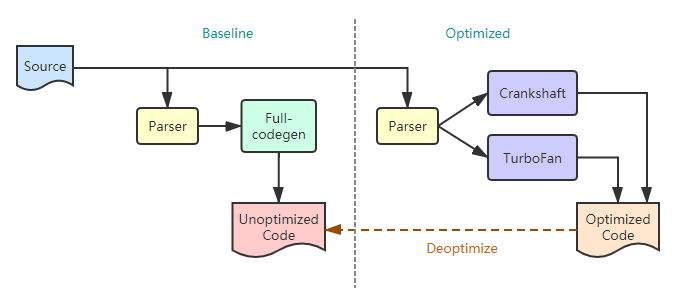 Baseline
Optimized
Source
Parser
Full-
codegen
Parser
Crankshaft
TurboFan
Unoptimized
Code
Optimized
Code
Deoptimize